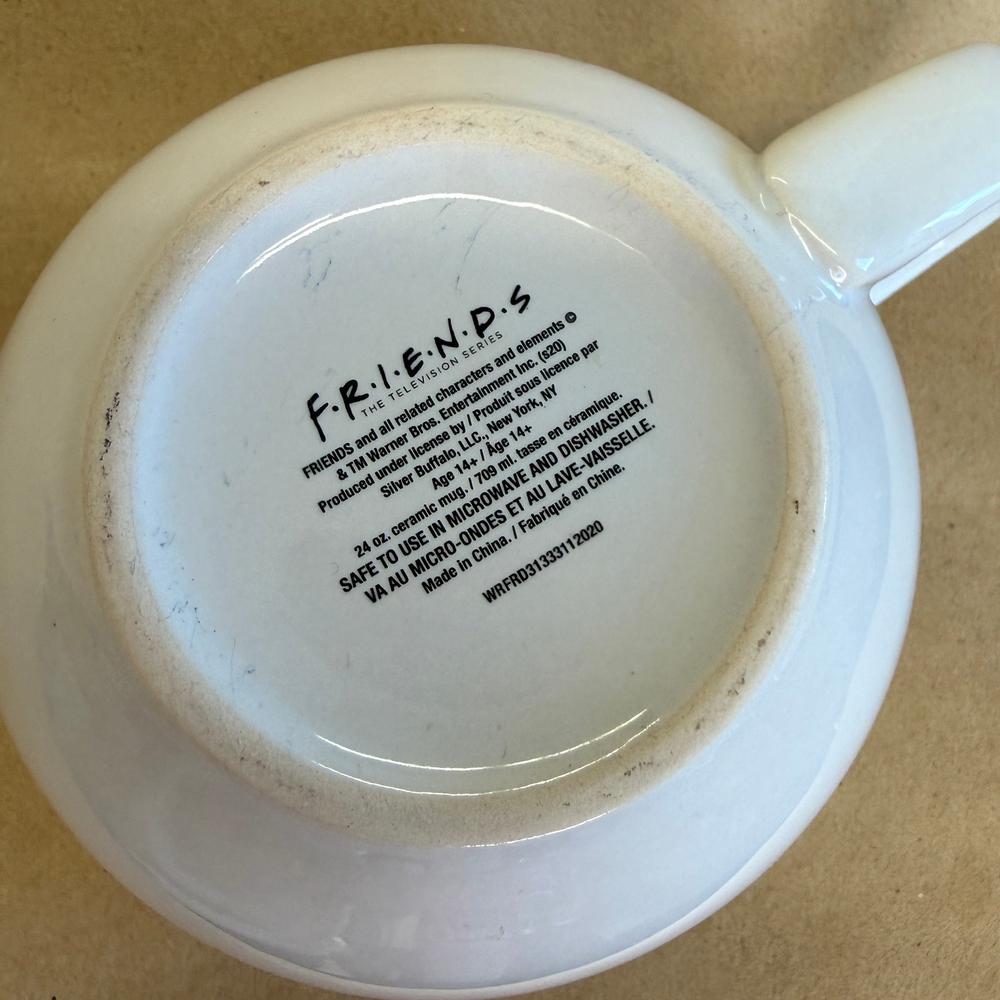 F·R·I·E·N·D·S
THE TELEVISION SERIES
FRIENDS and all related characters and elements ©
& TM Warner Bros. Entertainment Inc. (s20)
Produced under license by / Produit sous licence par
Silver Buffalo, LLC., New York, NY
Age 14+ / Âge 14+
24 oz. ceramic mug. / 709 ml. tasse en céramique.
SAFE TO USE IN MICROWAVE AND DISHWASHER. /
VA AU MICRO-ONDES ET AU LAVE-VAISSELLE.
Made in China. / Fabriqué en Chine.
WRFRD31333112020